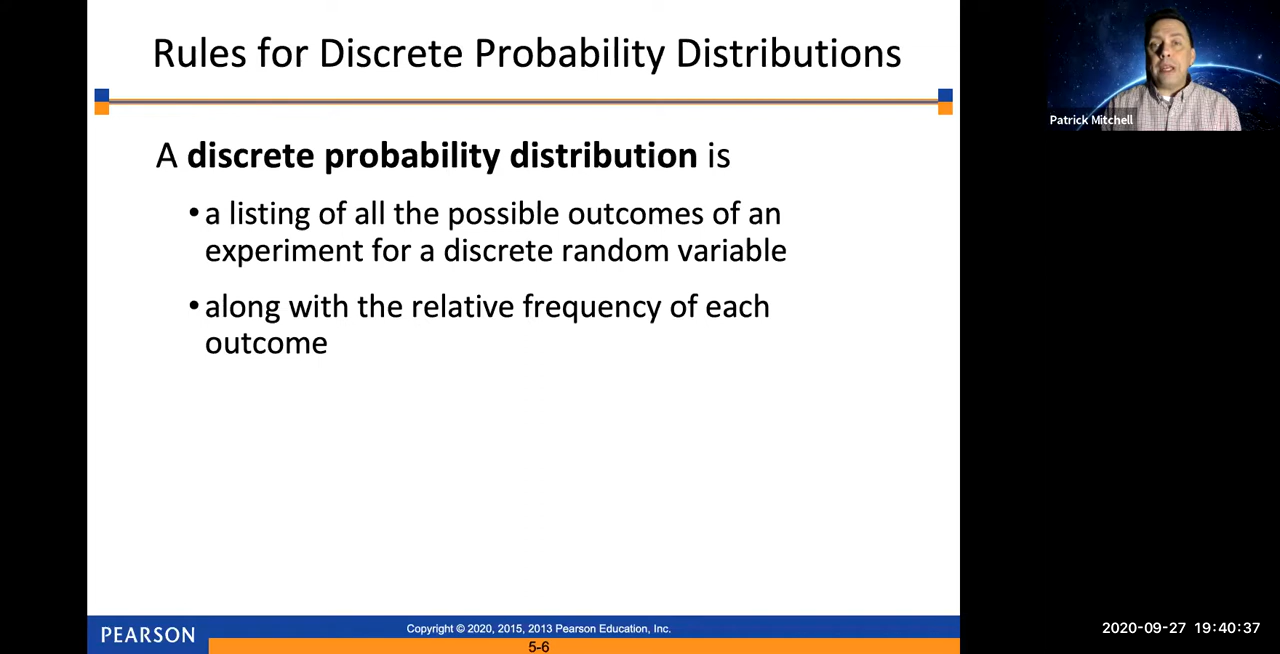 Rules for Discrete Probability Distributions
Patrick Mitchell
A discrete probability distribution is
•a listing of all the possible outcomes of an
experiment for a discrete random variable
•along with the relative frequency of each
outcome
PEARSON
Copyright © 2020, 2015, 2013 Pearson Education, Inc.
5-6
2020-09-27 19:40:37